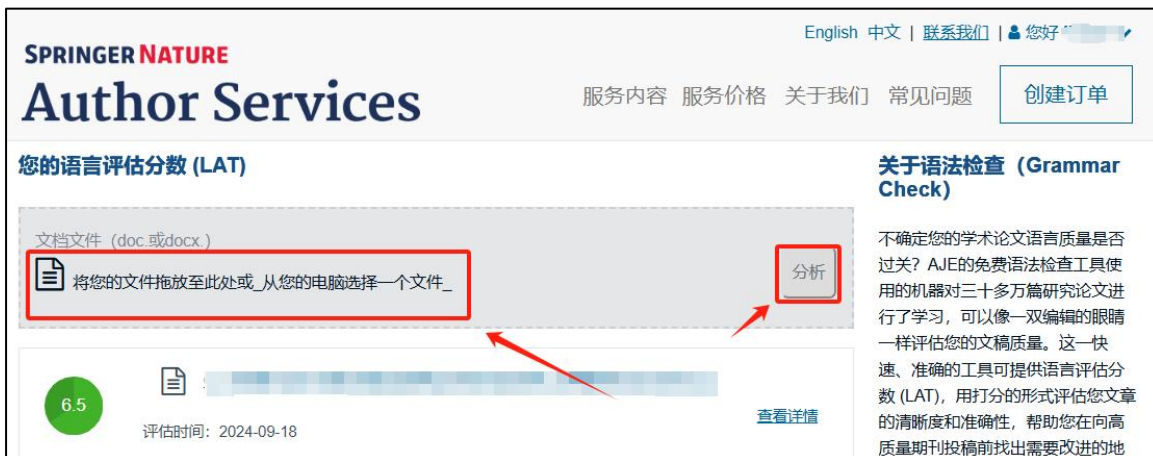 English 中文 | 联系我们 | 您好
SPRINGER NATURE
Author Services
服务内容 服务价格 关于我们 常见问题 创建订单
您的语言评估分数 (LAT)
文档文件（doc.或docx.）
将您的文件拖放至此处或_从您的电脑选择一个文件_
分析
6.5
评估时间：2024-09-18
查看详情
关于语法检查（Grammar
Check）
不确定您的学术论文语言质量是否
过关？AJE的免费语法检查工具使
用的机器对三十多万篇研究论文进
行了学习，可以像一双编辑的眼睛
一样评估您的文稿质量。这一快
速、准确的工具可提供语言评估分
数 (LAT)，用打分的形式评估您文章
的清晰度和准确性，帮助您在向高
质量期刊投稿前找出需要改进的地